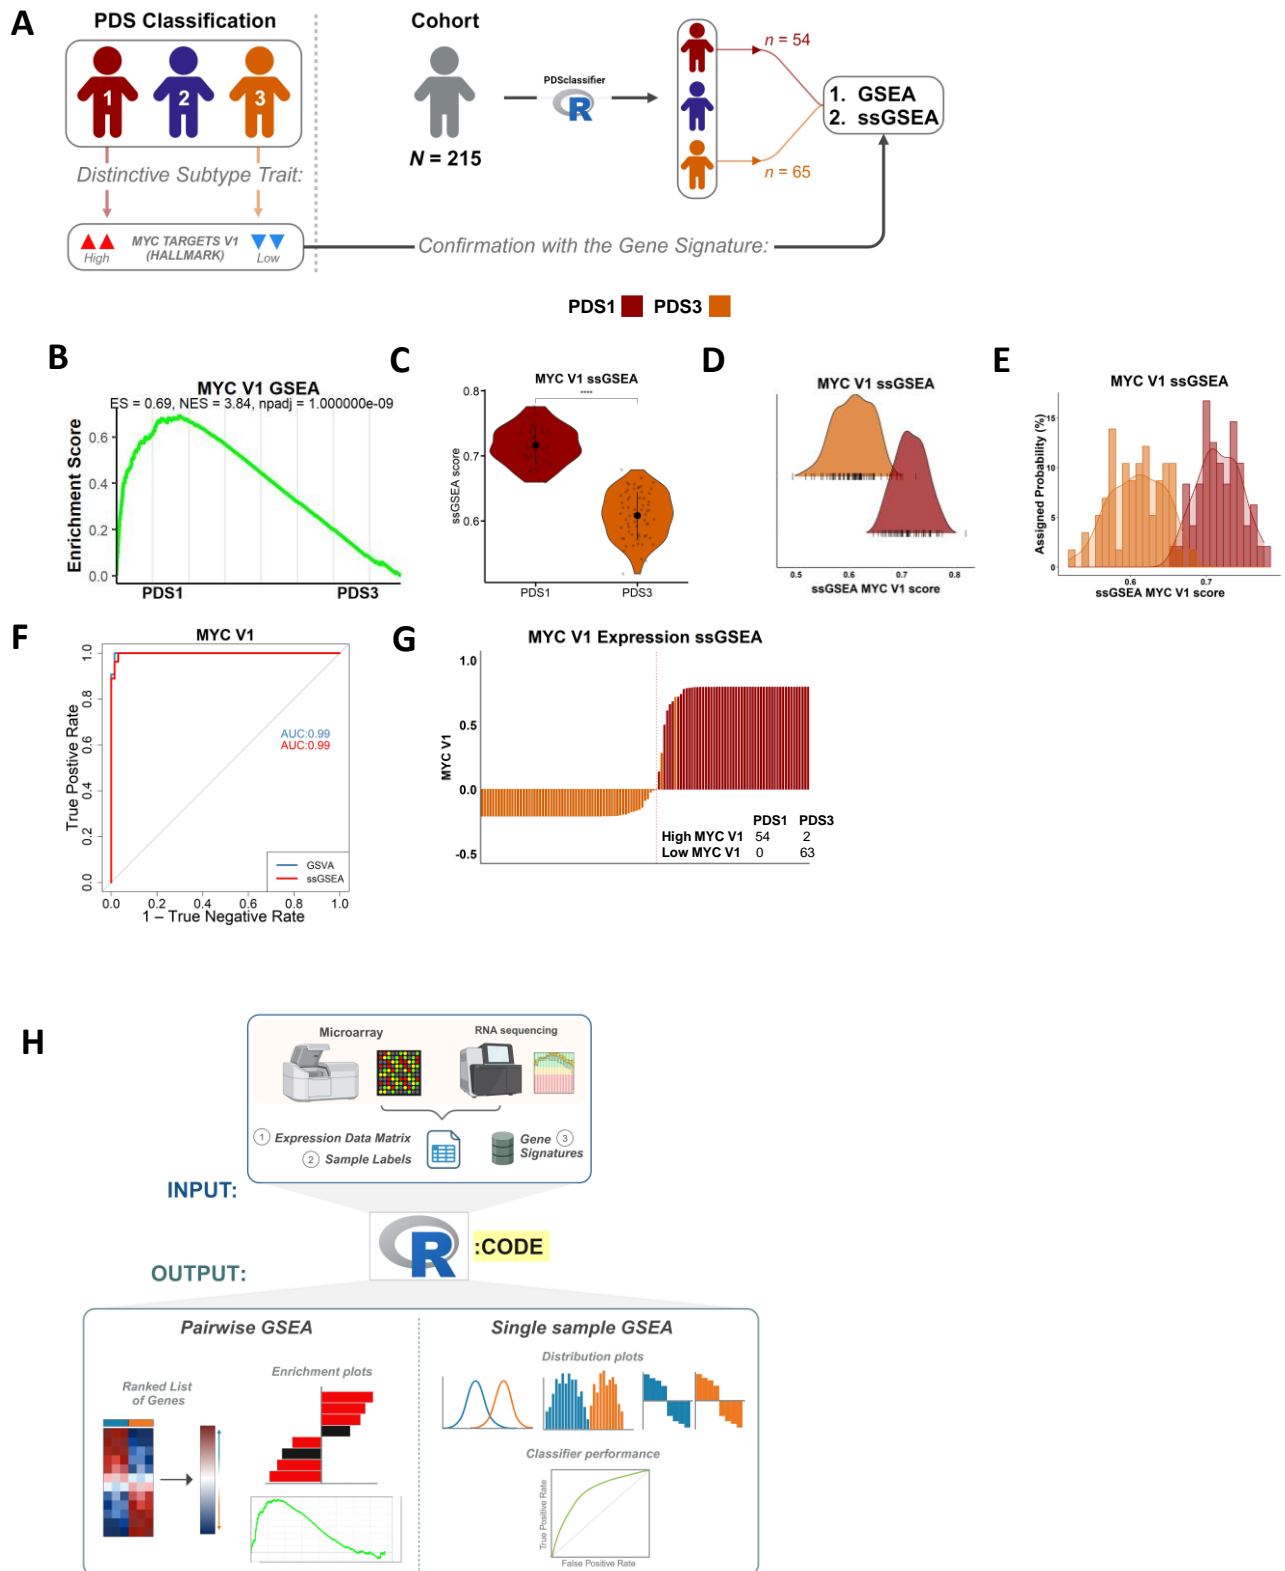 A
PDS Classification
1
2
3
Distinctive Subtype Trait:
MYC TARGETS V1
(HALLMARK)
High
Low
Cohort
N = 215
PDSclassifier
R
n = 54
n = 65
1. GSEA
2. ssGSEA
Confirmation with the Gene Signature:
PDS1
PDS3
B
MYC V1 GSEA
ES = 0.69, NES = 3.84, npadj = 1.000000e-09
Enrichment Score
0.6
0.4
0.2
0.0
PDS1
PDS3
C
MYC V1 ssGSEA
****
ssGSEA score
0.8
0.7
0.6
PDS1
PDS3
D
MYC V1 ssGSEA
0.5
0.6
0.7
0.8
ssGSEA MYC V1 score
E
MYC V1 ssGSEA
Assigned Probability (%)
15
10
5
0
0.6
0.7
ssGSEA MYC V1 score
F
MYC V1
True Postive Rate
1.0
0.8
0.6
0.4
0.2
0.0
AUC:0.99
AUC:0.99
GSVA
ssGSEA
0.0
0.2
0.4
0.6
0.8
1.0
1 – True Negative Rate
G
MYC V1 Expression ssGSEA
MYC V1
1.0
0.5
0.0
-0.5
PDS1 PDS3
High MYC V1 54 2
Low MYC V1 0 63
H
Microarray
RNA sequencing
1 Expression Data Matrix
2 Sample Labels
Gene 3
Signatures
INPUT:
R
:CODE
OUTPUT:
Pairwise GSEA
Ranked List
of Genes
Enrichment plots
Single sample GSEA
Distribution plots
Classifier performance
True Positive Rate
False Positive Rate